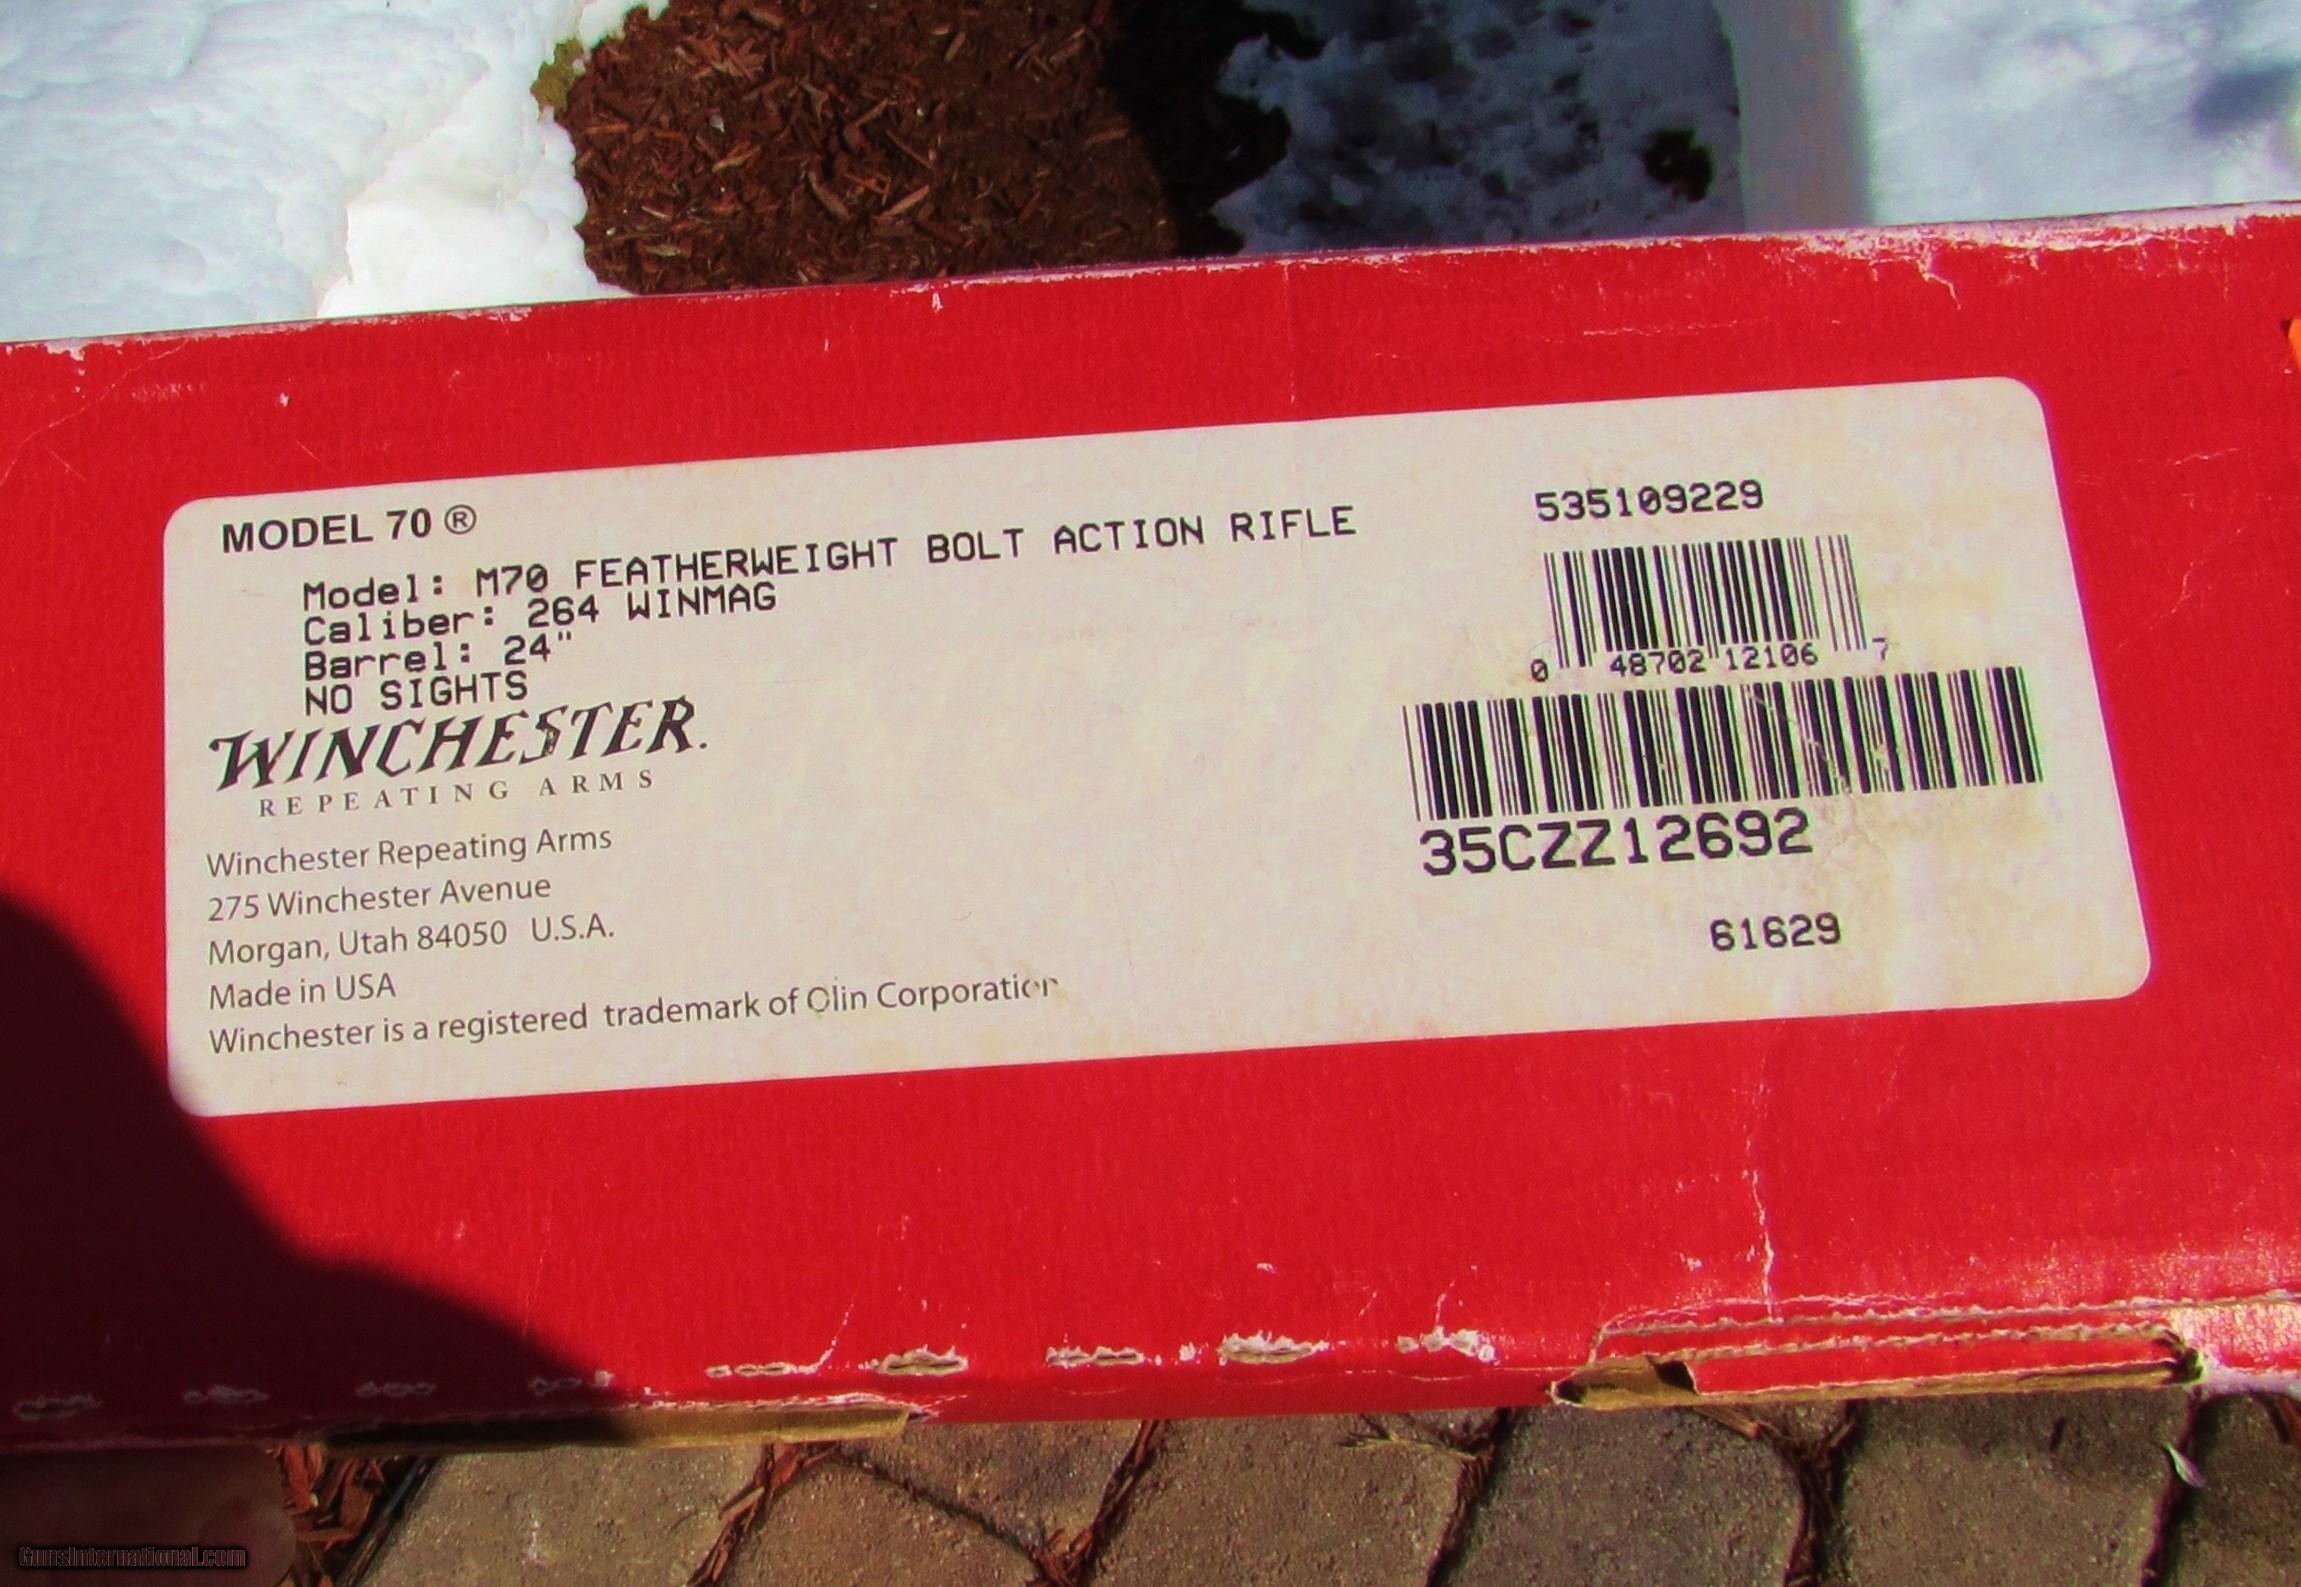 MODEL 70 ®
Model: M70 FEATHERWEIGHT BOLT ACTION RIFLE
Caliber: 264 WINMAG
Barrel: 24"
NO SIGHTS
WINCHESTER.
REPEATING ARMS
Winchester Repeating Arms
275 Winchester Avenue
Morgan, Utah 84050 U.S.A.
Made in USA
Winchester is a registered trademark of Olin Corporation
535109229
0 48702 12106 7
35CZZ12692
61629
GunsInternational.com